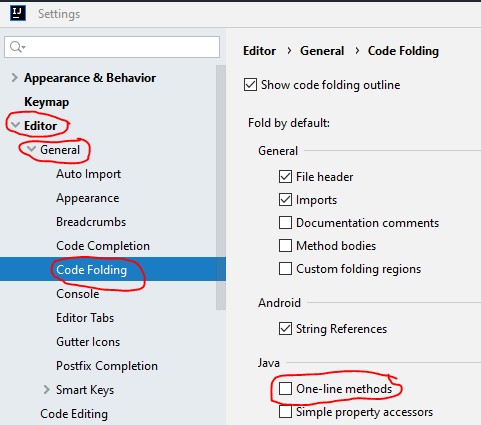 IJ Settings
Appearance & Behavior
Keymap
Editor
General
Auto Import
Appearance
Breadcrumbs
Code Completion
Code Folding
Console
Editor Tabs
Gutter Icons
Postfix Completion
Smart Keys
Code Editing
Editor › General › Code Folding
Show code folding outline
Fold by default:
General
File header
Imports
Documentation comments
Method bodies
Custom folding regions
Android
String References
Java
One-line methods
Simple property accessors